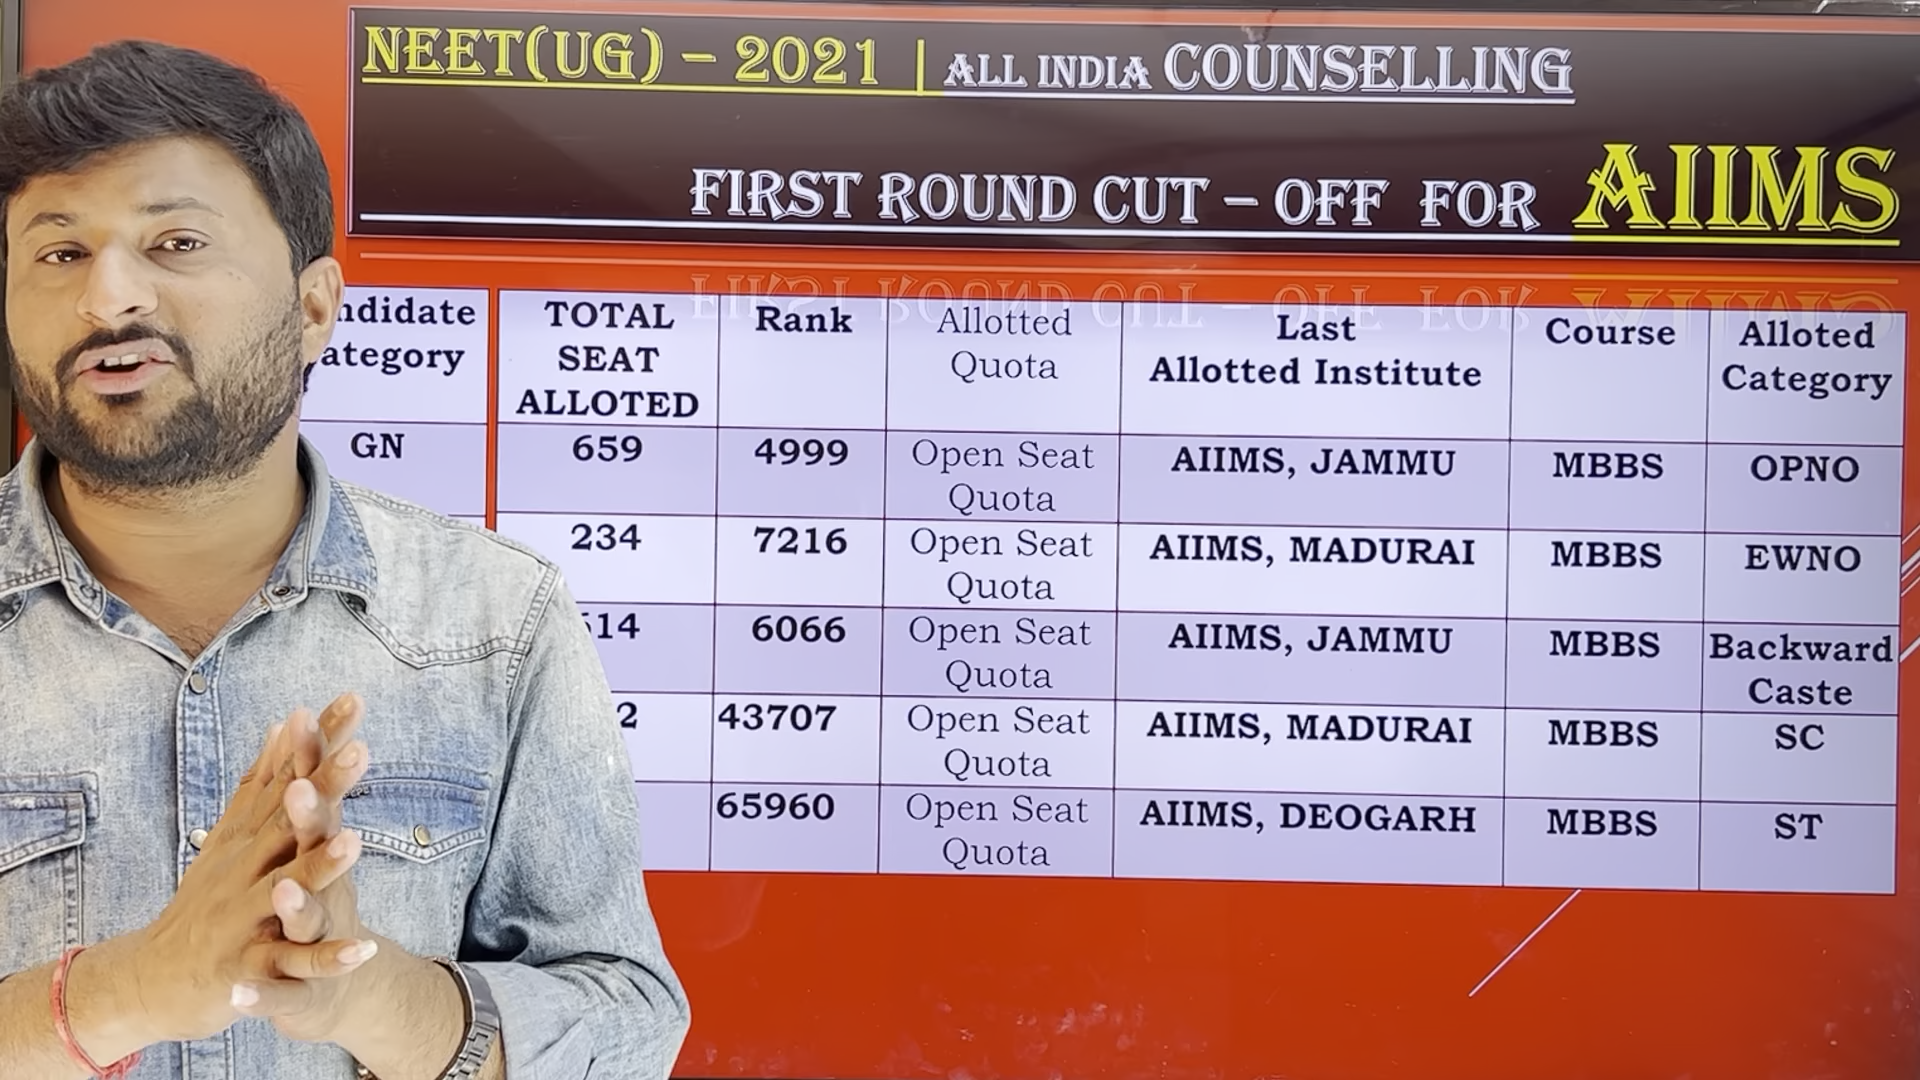 NEET(UG) – 2021 | ALL INDIA COUNSELLING
FIRST ROUND CUT – OFF FOR AIIMS
TOTAL SEAT ALLOTED
Rank
Allotted Quota
Last Allotted Institute
Course
Alloted Category
GN 659 4999 Open Seat Quota AIIMS, JAMMU MBBS OPNO
234 7216 Open Seat Quota AIIMS, MADURAI MBBS EWNO
6066 Open Seat Quota AIIMS, JAMMU MBBS Backward Caste
43707 Open Seat Quota AIIMS, MADURAI MBBS SC
65960 Open Seat Quota AIIMS, DEOGARH MBBS ST